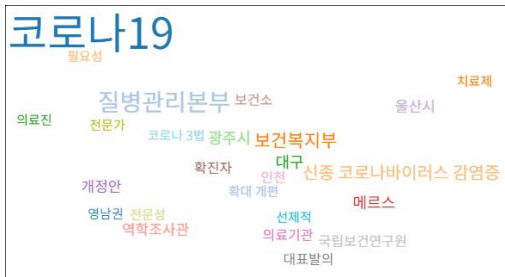 코로나19
필요성
치료제
질병관리본부 보건소
울산시
의료진
전문가
코로나 3법 광주시 보건복지부
대구
확진자
신종 코로나바이러스 감염증
인천
개정안
확대 개편
메르스
영남권 전문성
선제적
역학조사관
의료기관 국립보건연구원
대표발의